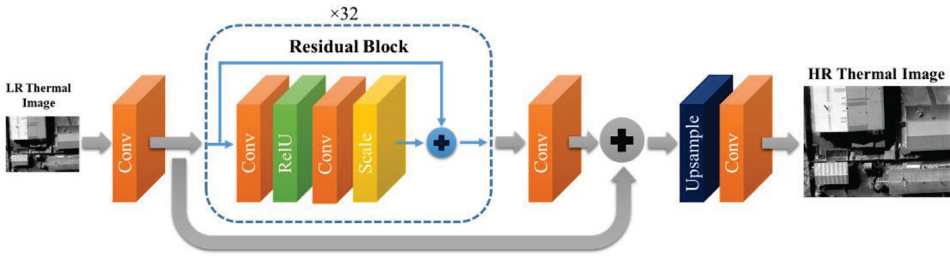 ×32
Residual Block
LR Thermal
Image
Conv
Conv
RelU
Conv
Scale
Conv
Upsample
Conv
HR Thermal Image